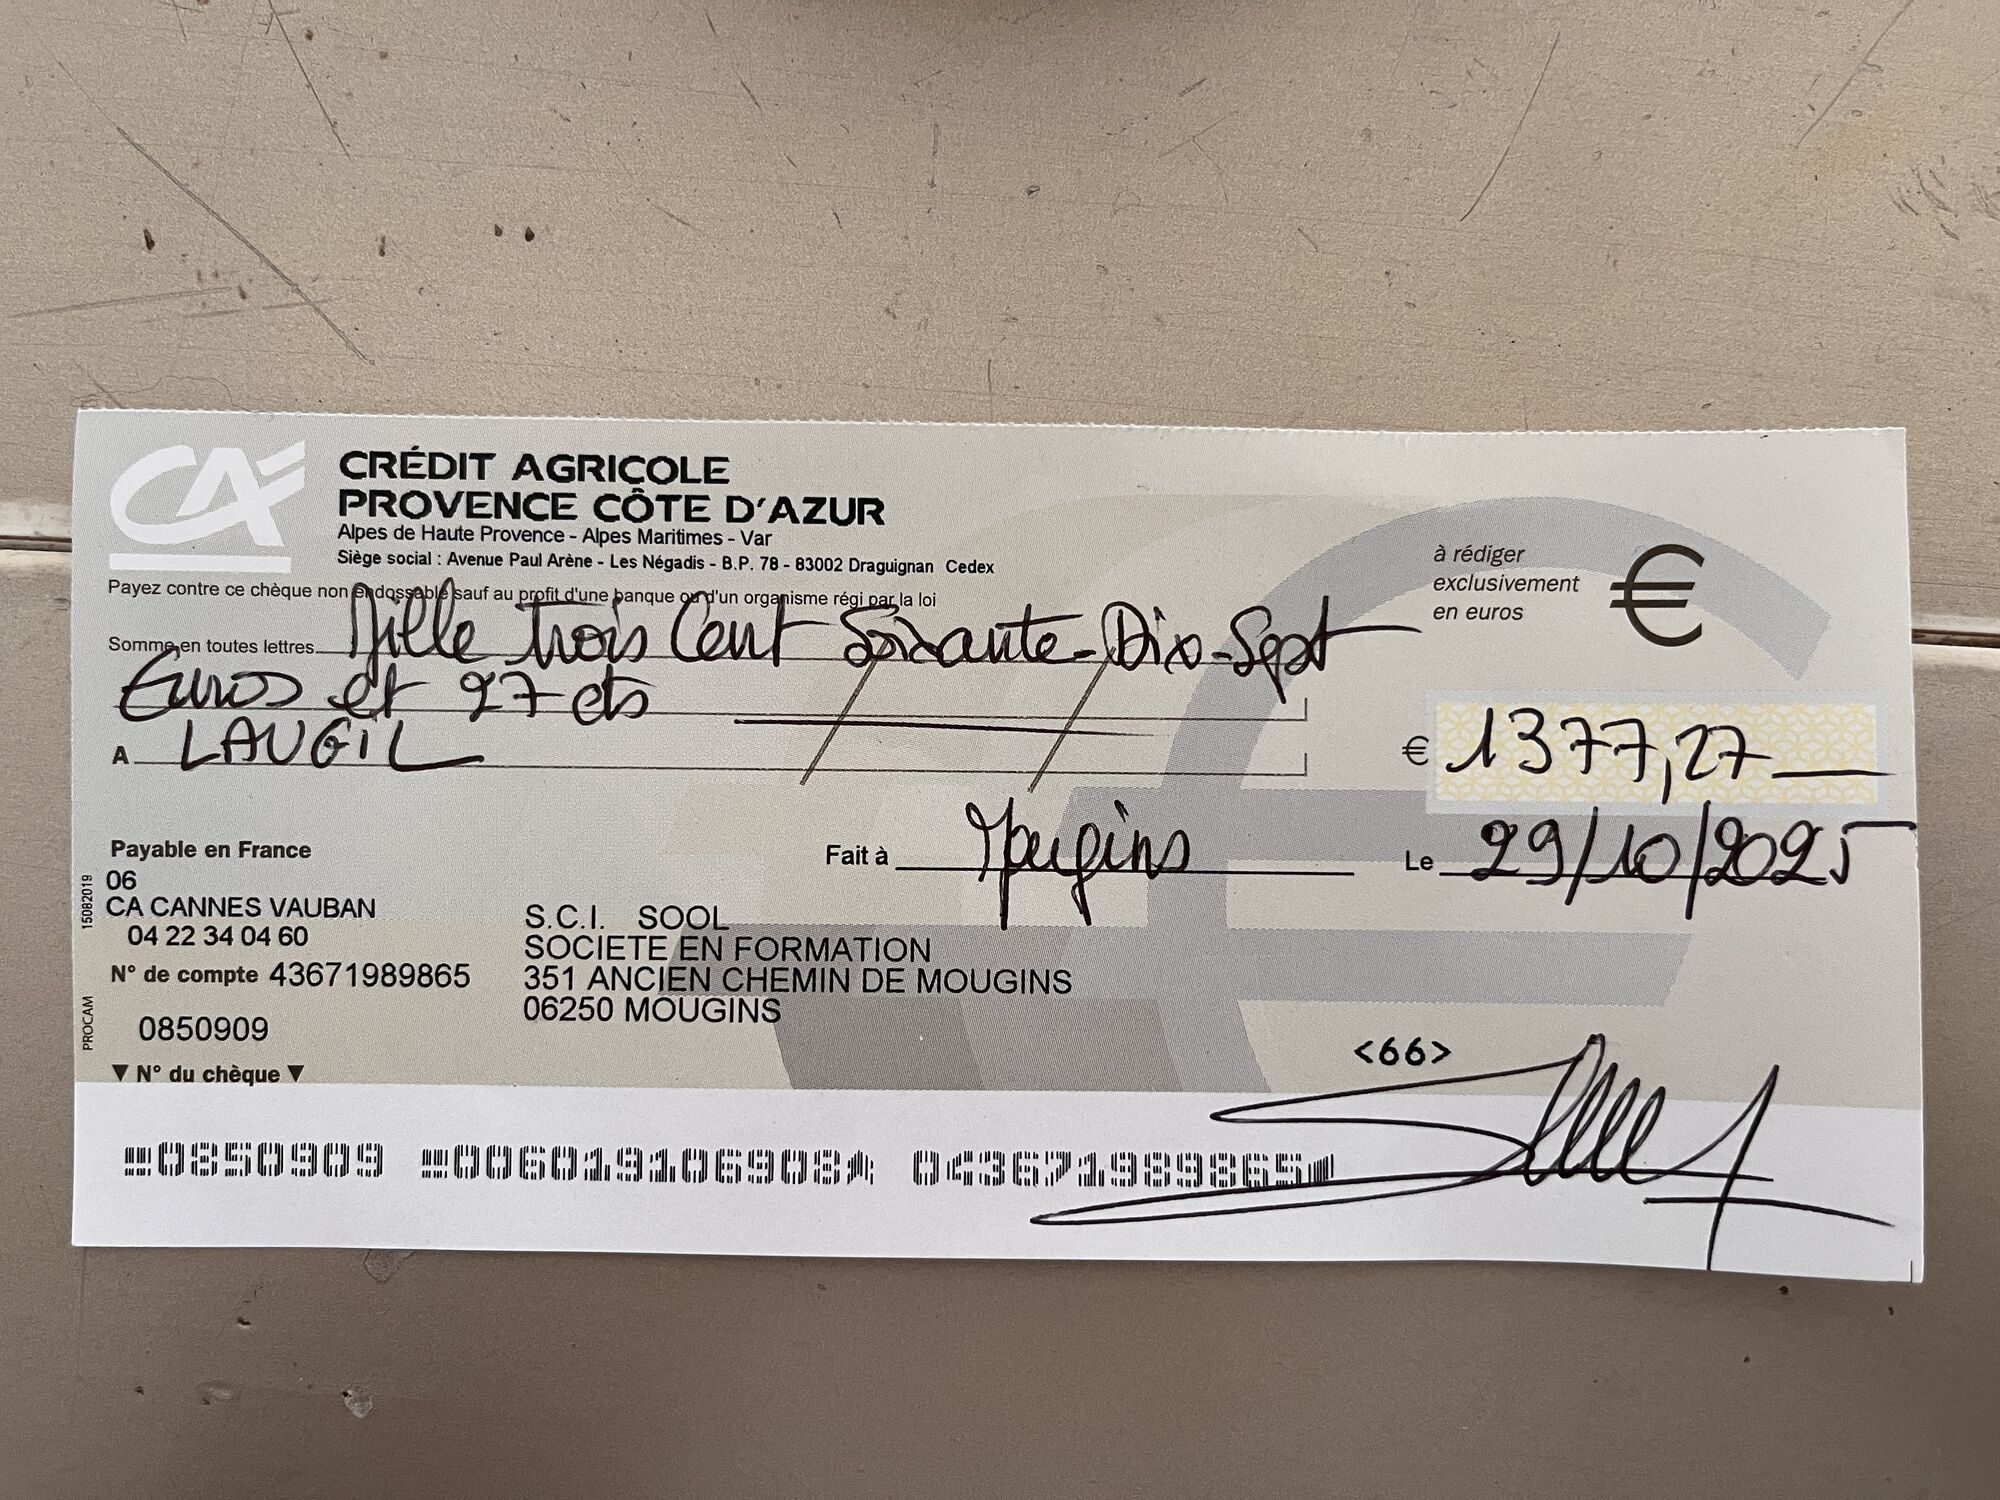 CA
CRÉDIT AGRICOLE
PROVENCE CÔTE D'AZUR
Alpes de Haute Provence - Alpes Maritimes - Var
Siège social : Avenue Paul Arène - Les Négadis - B.P. 78 - 83002 Draguignan Cedex
Payez contre ce chèque non endossable sauf au profit d'une banque ou d'un organisme régi par la loi
à rédiger
exclusivement
en euros
€
Somme en toutes lettres Mille trois Cent Soixante-Dix-Sept
Euros et 27 cts
A LAUGIL
€ 1377,27
Fait à Mougins Le 29/10/2025
Payable en France
06
CA CANNES VAUBAN
04 22 34 04 60
N° de compte 43671989865
0850909
▼ N° du chèque ▼
15082019
PROCAM
S.C.I. SOOL
SOCIETE EN FORMATION
351 ANCIEN CHEMIN DE MOUGINS
06250 MOUGINS
<66>
0850909 006019106908 043671989865